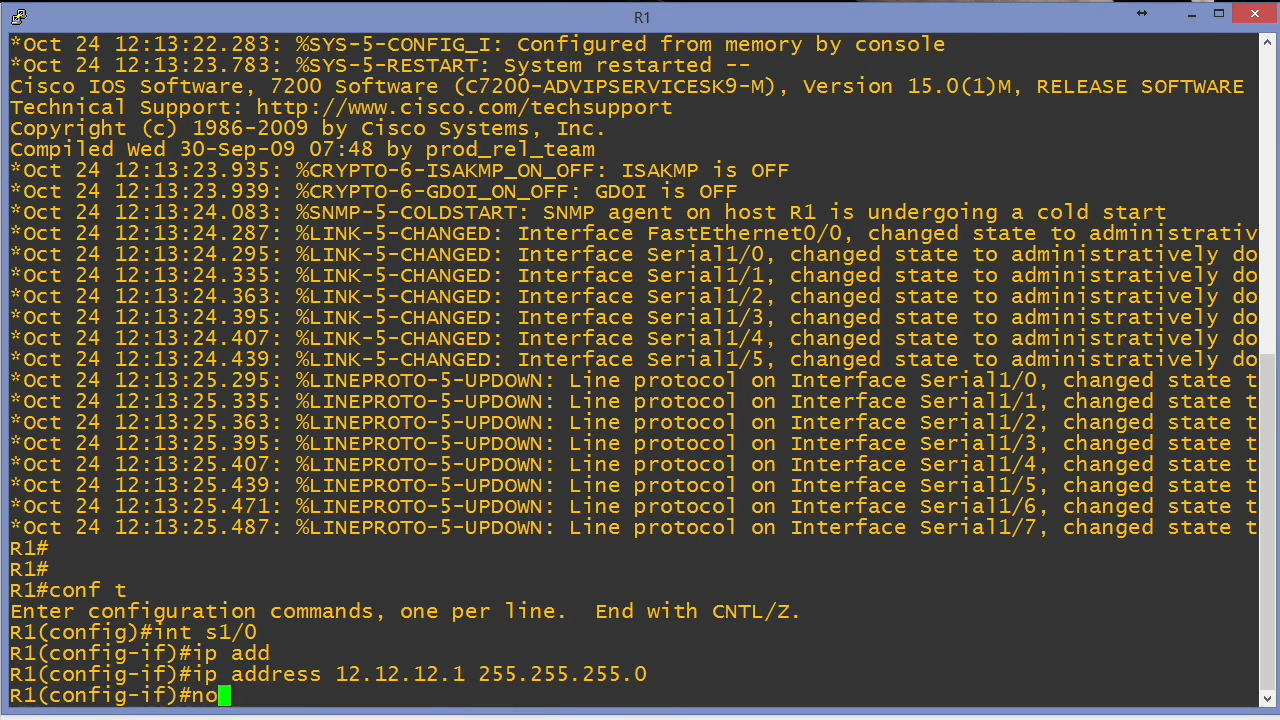 R1
*Oct 24 12:13:22.283: %SYS-5-CONFIG_I: Configured from memory by console
*Oct 24 12:13:23.783: %SYS-5-RESTART: System restarted --
Cisco IOS Software, 7200 Software (C7200-ADVIPSERVICESK9-M), Version 15.0(1)M, RELEASE SOFTWARE
Technical Support: http://www.cisco.com/techsupport
Copyright (c) 1986-2009 by Cisco Systems, Inc.
Compiled Wed 30-Sep-09 07:48 by prod_rel_team
*Oct 24 12:13:23.935: %CRYPTO-6-ISAKMP_ON_OFF: ISAKMP is OFF
*Oct 24 12:13:23.939: %CRYPTO-6-GDOI_ON_OFF: GDOI is OFF
*Oct 24 12:13:24.083: %SNMP-5-COLDSTART: SNMP agent on host R1 is undergoing a cold start
*Oct 24 12:13:24.287: %LINK-5-CHANGED: Interface FastEthernet0/0, changed state to administrativ
*Oct 24 12:13:24.295: %LINK-5-CHANGED: Interface Serial1/0, changed state to administratively do
*Oct 24 12:13:24.335: %LINK-5-CHANGED: Interface Serial1/1, changed state to administratively do
*Oct 24 12:13:24.363: %LINK-5-CHANGED: Interface Serial1/2, changed state to administratively do
*Oct 24 12:13:24.395: %LINK-5-CHANGED: Interface Serial1/3, changed state to administratively do
*Oct 24 12:13:24.407: %LINK-5-CHANGED: Interface Serial1/4, changed state to administratively do
*Oct 24 12:13:24.439: %LINK-5-CHANGED: Interface Serial1/5, changed state to administratively do
*Oct 24 12:13:25.295: %LINEPROTO-5-UPDOWN: Line protocol on Interface Serial1/0, changed state t
*Oct 24 12:13:25.335: %LINEPROTO-5-UPDOWN: Line protocol on Interface Serial1/1, changed state t
*Oct 24 12:13:25.363: %LINEPROTO-5-UPDOWN: Line protocol on Interface Serial1/2, changed state t
*Oct 24 12:13:25.395: %LINEPROTO-5-UPDOWN: Line protocol on Interface Serial1/3, changed state t
*Oct 24 12:13:25.407: %LINEPROTO-5-UPDOWN: Line protocol on Interface Serial1/4, changed state t
*Oct 24 12:13:25.439: %LINEPROTO-5-UPDOWN: Line protocol on Interface Serial1/5, changed state t
*Oct 24 12:13:25.471: %LINEPROTO-5-UPDOWN: Line protocol on Interface Serial1/6, changed state t
*Oct 24 12:13:25.487: %LINEPROTO-5-UPDOWN: Line protocol on Interface Serial1/7, changed state t
R1#
R1#
R1#conf t
Enter configuration commands, one per line.  End with CNTL/Z.
R1(config)#int s1/0
R1(config-if)#ip add
R1(config-if)#ip address 12.12.12.1 255.255.255.0
R1(config-if)#no